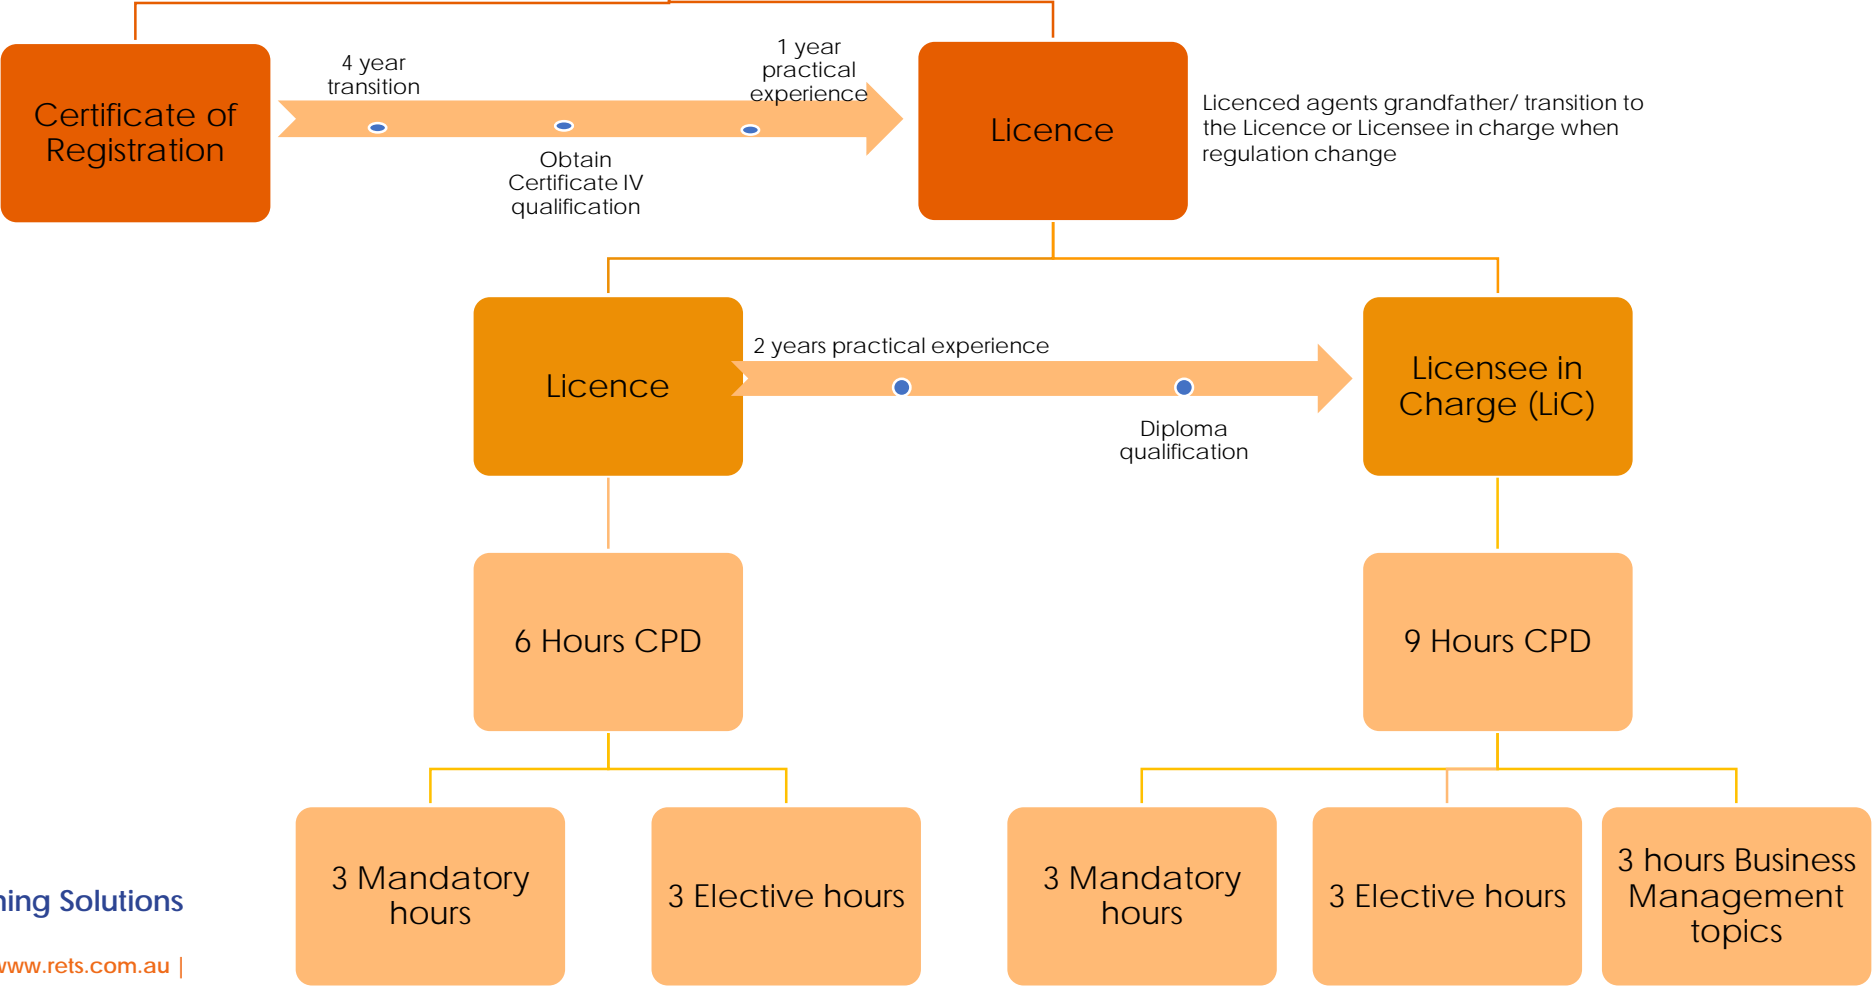 4 year
transition
1 year
practical
experience
Certificate of
Registration
Obtain
Certificate IV
qualification
Licence
Licenced agents grandfather/ transition to
the Licence or Licensee in charge when
regulation change
Licence
2 years practical experience
Diploma
qualification
Licensee in
Charge (LiC)
6 Hours CPD
9 Hours CPD
3 Mandatory
hours
3 Elective hours
3 Mandatory
hours
3 Elective hours
3 hours Business
Management
topics
Solutions
www.rets.com.au |